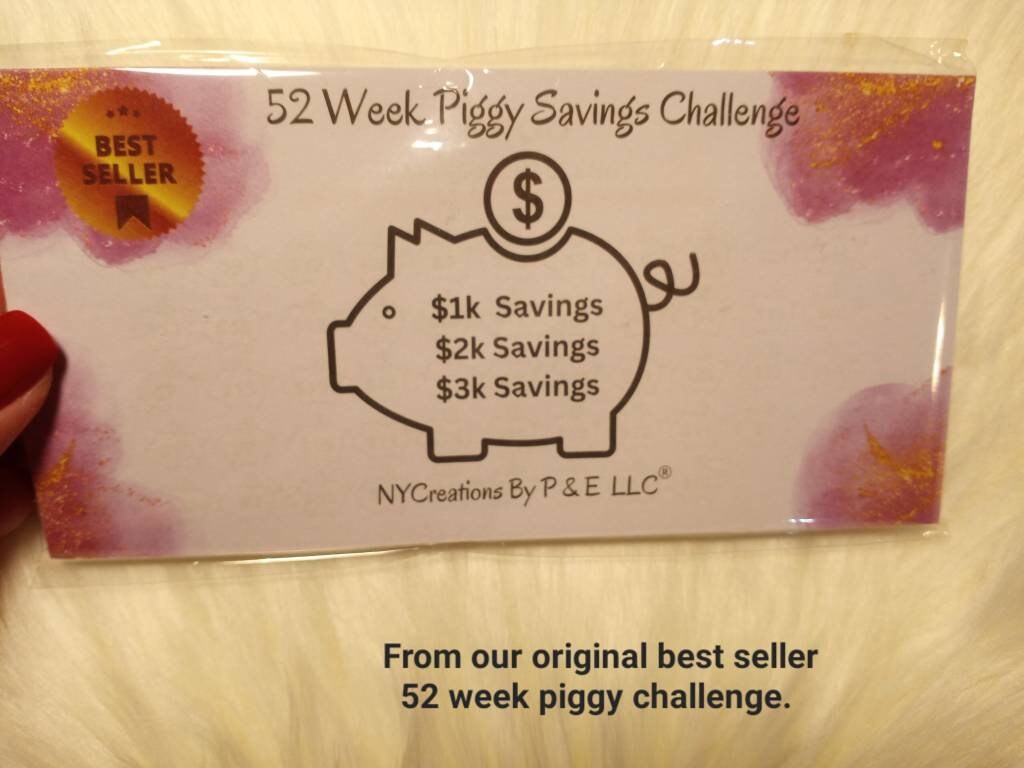 52 Week Piggy Savings Challenge
BEST
SELLER
$
$1k Savings
$2k Savings
$3k Savings
NYCreations By P & E LLC®
From our original best seller
52 week piggy challenge.